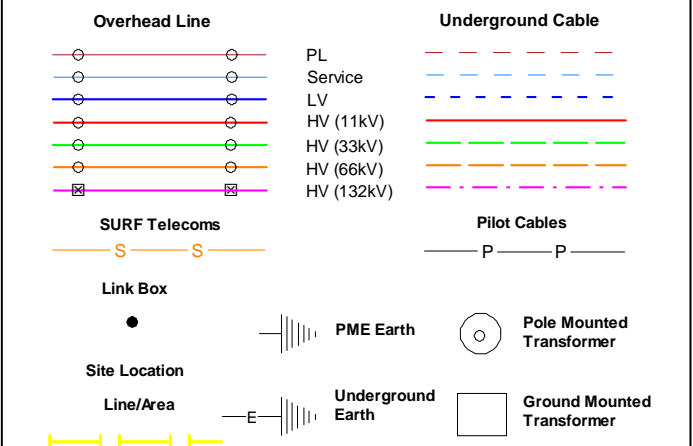 Overhead Line
Underground Cable
PL
Service
LV
HV (11kV)
HV (33kV)
HV (66kV)
HV (132kV)
SURF Telecoms
S S
Pilot Cables
P P
Link Box
PME Earth
Pole Mounted
Transformer
Site Location
Line/Area
E
Underground
Earth
Ground Mounted
Transformer